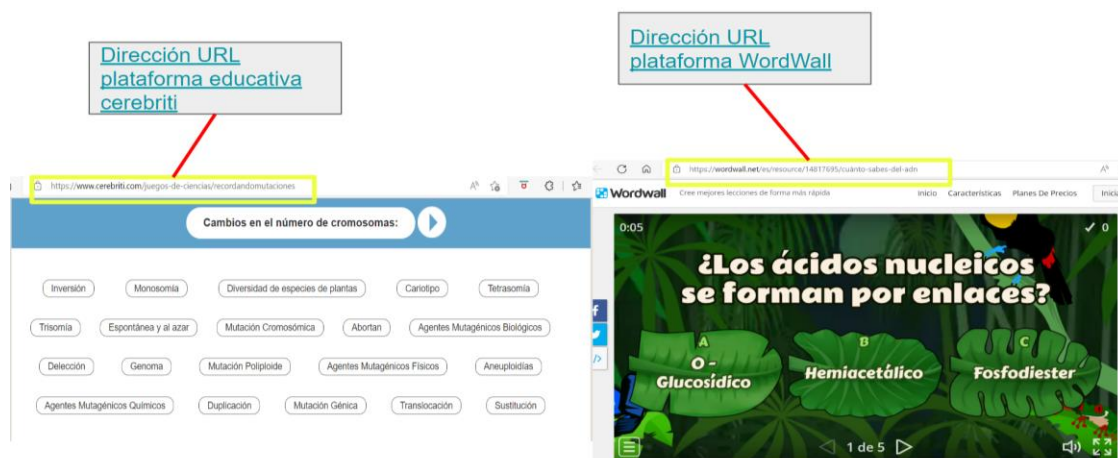 Dirección URL
plataforma educativa
cerebriti
Dirección URL
plataforma WordWall
https://www.cerebriti.com/juegos-de-ciencias/recordandomutaciones
Cambios en el número de cromosomas:
Inversión Monosomía Diversidad de especies de plantas Cariotipo Tetrasomía
Trisomía Espontánea y al azar Mutación Cromosómica Abortan Agentes Mutagénicos Biológicos
Delección Genoma Mutación Poliploide Agentes Mutagénicos Físicos Aneuploidías
Agentes Mutagénicos Químicos Duplicación Mutación Génica Translocación Sustitución
https://wordwall.net/es/resource/14817695/cuánto-sabes-del-adn
Wordwall Cree mejores lecciones de forma más rápida Inicio Características Planes De Precios Inicia
0:05 0
¿Los ácidos nucleicos
se forman por enlaces?
A B C
O -
Glucosídico
Hemiacetálico
Fosfodiester
1 de 5